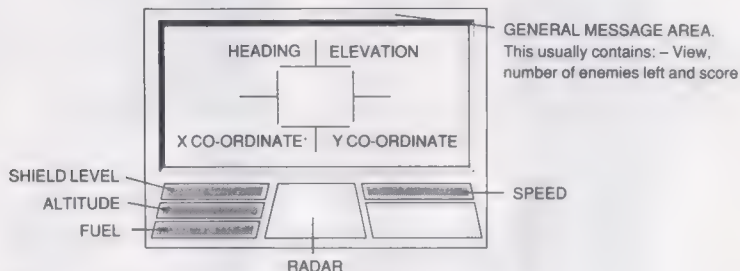 GENERAL MESSAGE AREA.
This usually contains: – View,
number of enemies left and score
HEADING ELEVATION
X CO-ORDINATE Y CO-ORDINATE
SHIELD LEVEL
ALTITUDE
FUEL
SPEED
RADAR